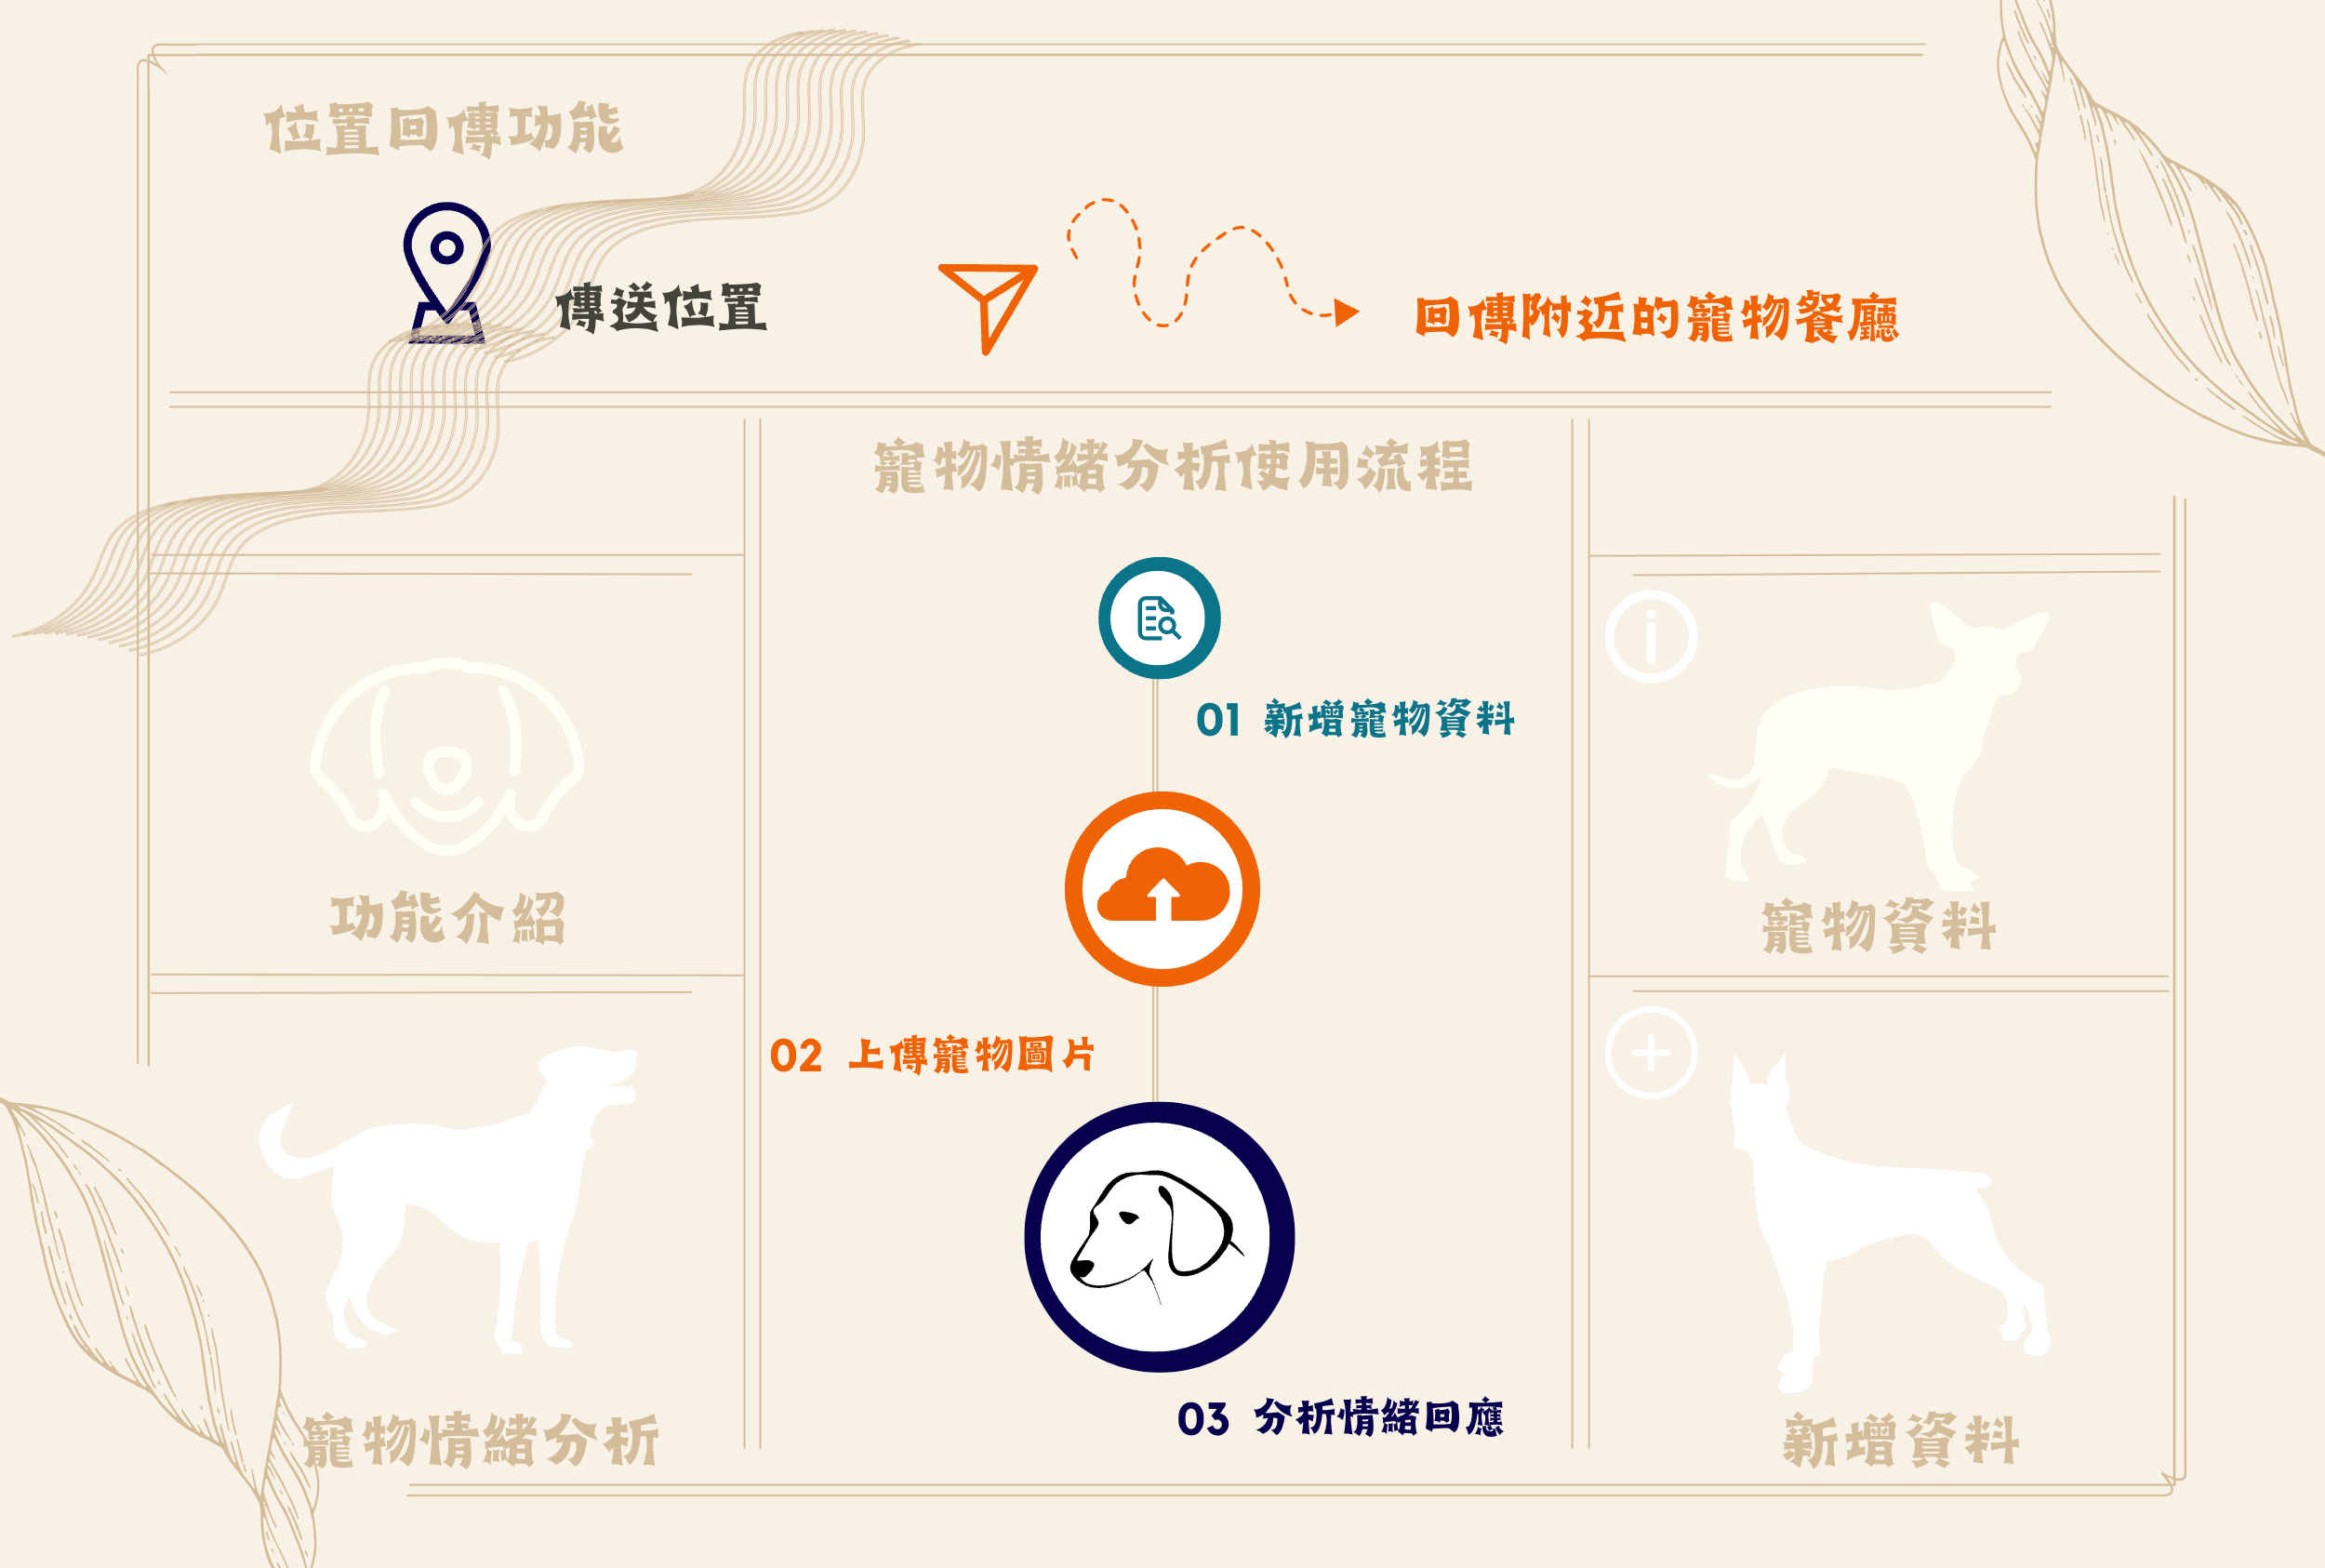 位置回傳功能
傳送位置
回傳附近的寵物餐廳
寵物情緒分析使用流程
01 新增寵物資料
功能介紹
寵物資料
02 上傳寵物圖片
03 分析情緒回應
寵物情緒分析
新增資料